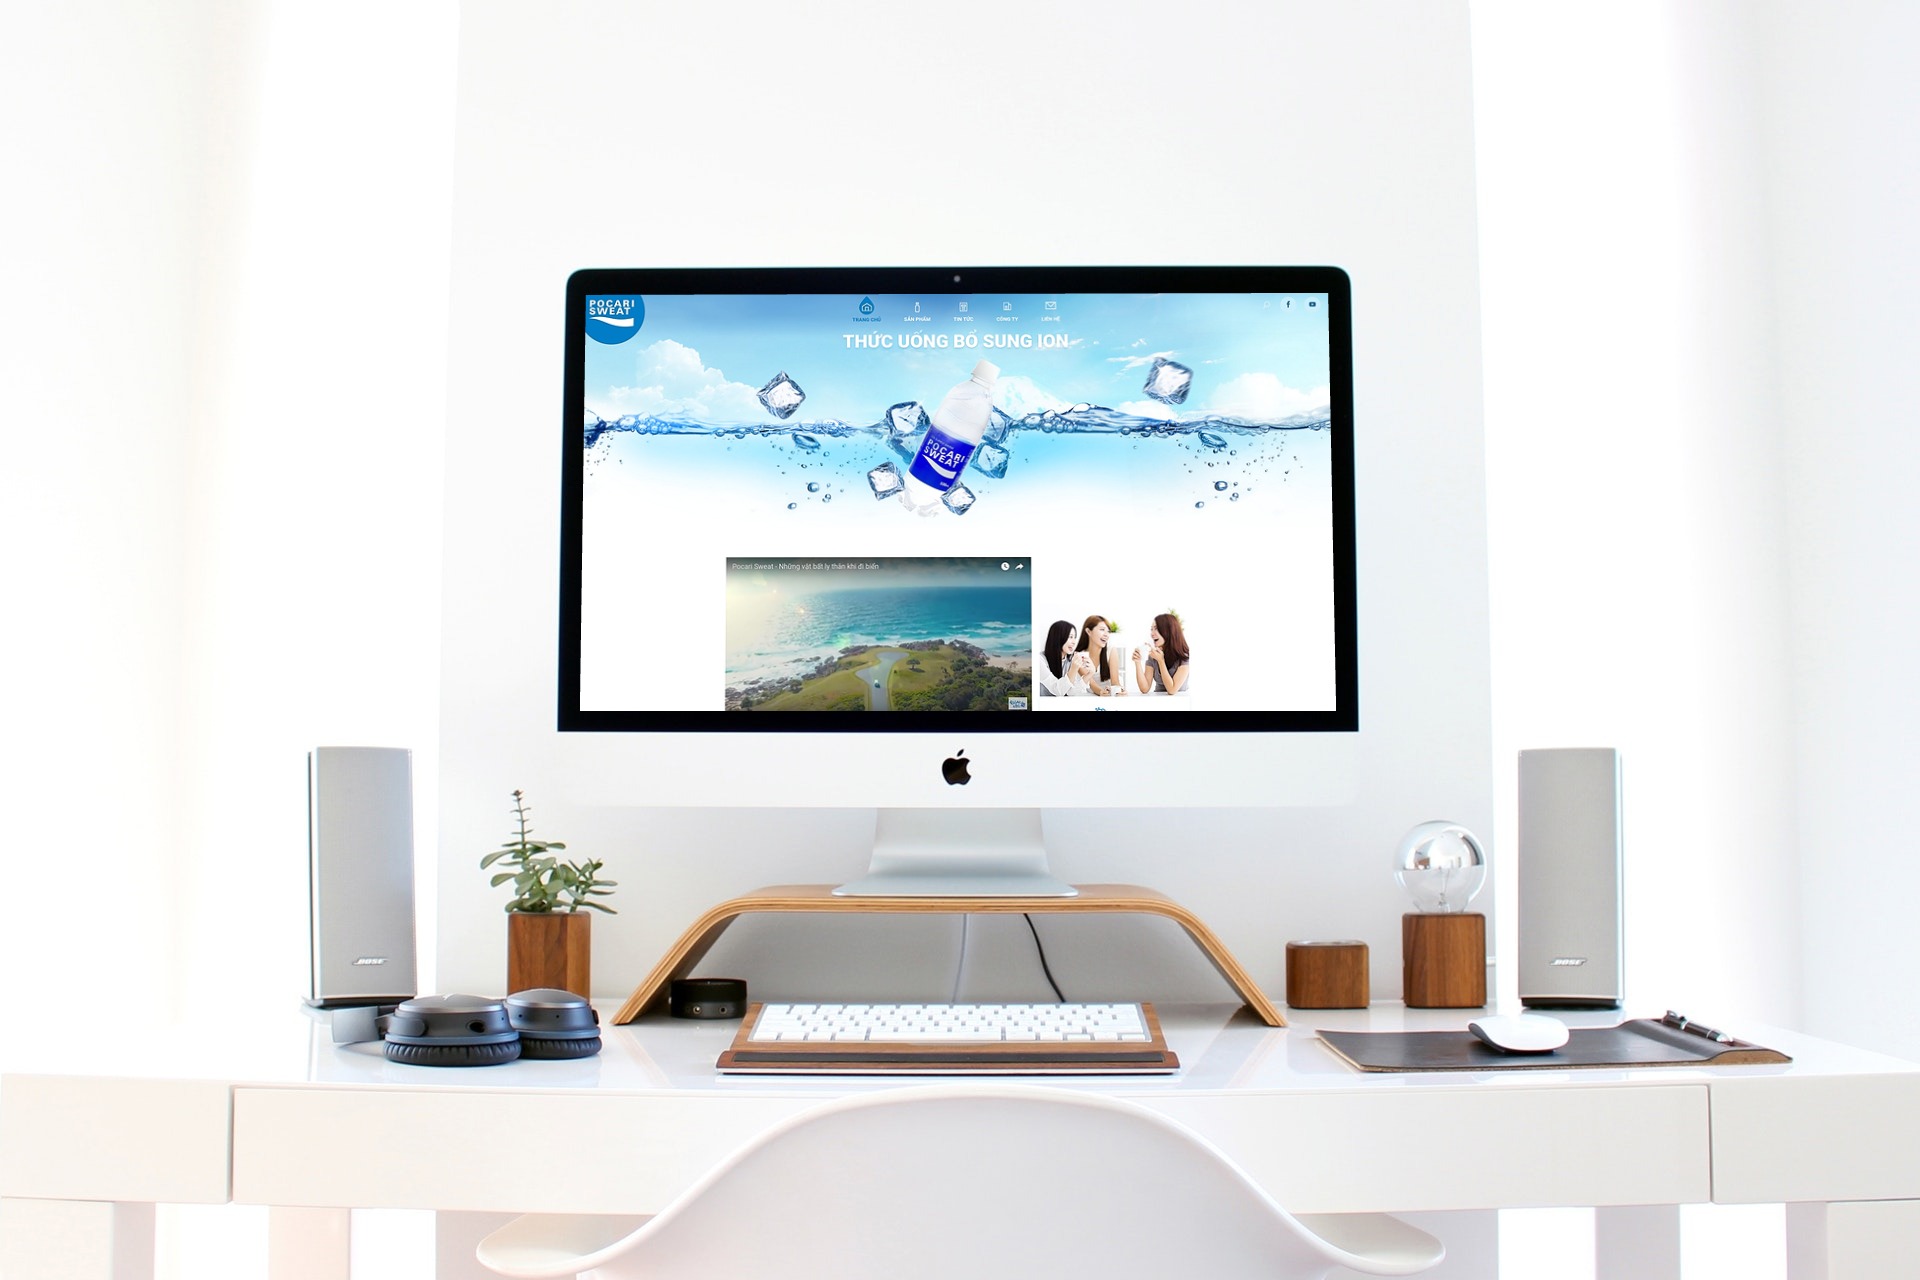 POCARI
SWEAT
TRANG CHỦ
SẢN PHẨM
TIN TỨC
CÔNG TY
LIÊN HỆ
THỨC UỐNG BỔ SUNG ION
POCARI
SWEAT
Pocari Sweat - Những vật bất ly thân khi đi biển
BOSE
BOSE